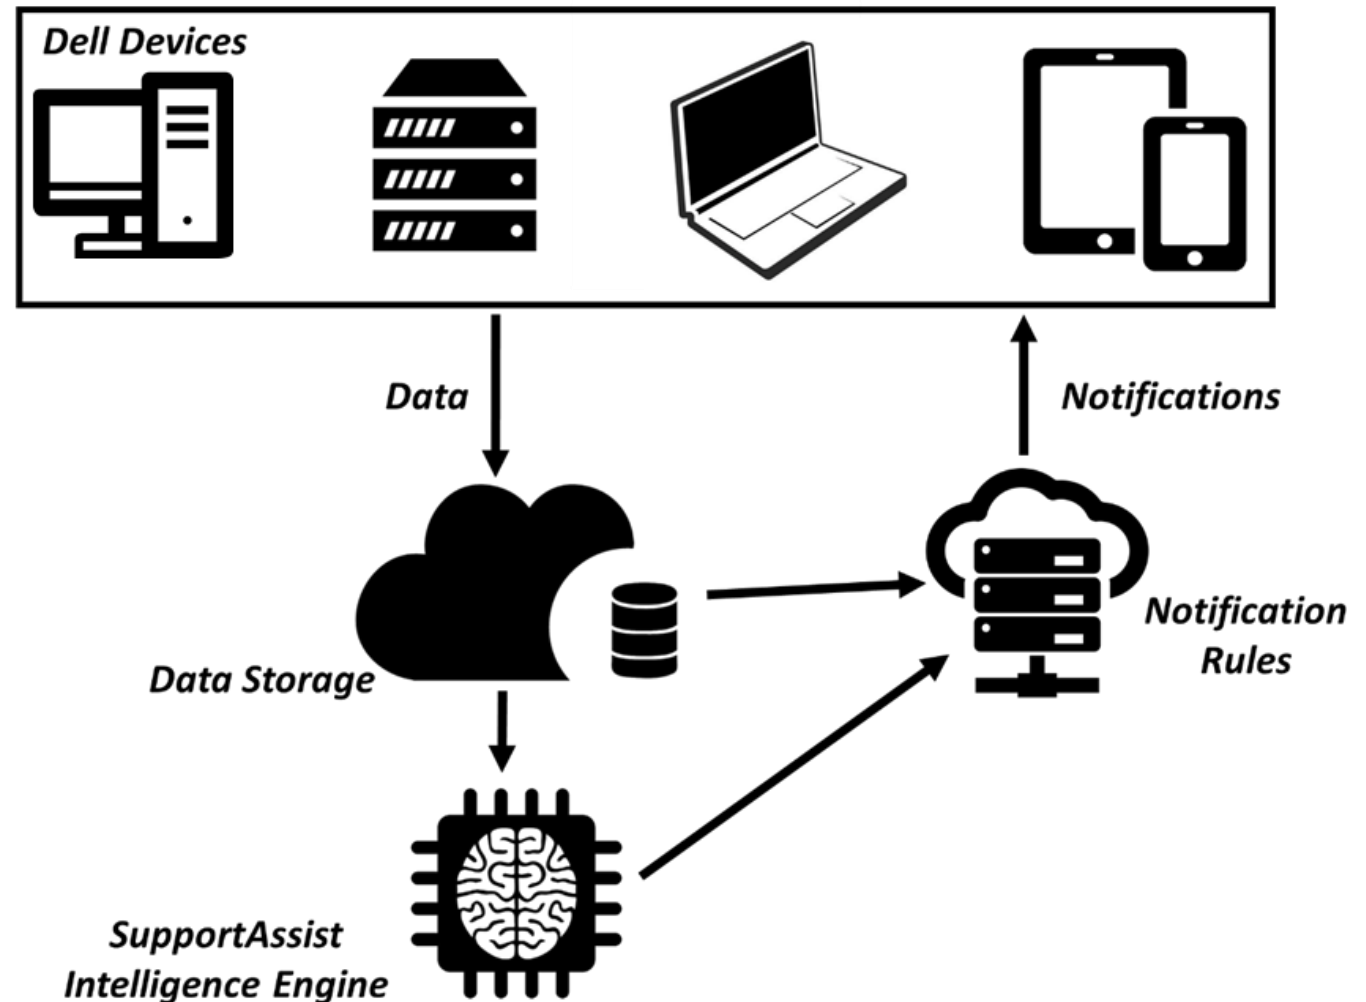 Dell Devices
Data
Notifications
Data Storage
Notification
Rules
SupportAssist
Intelligence Engine